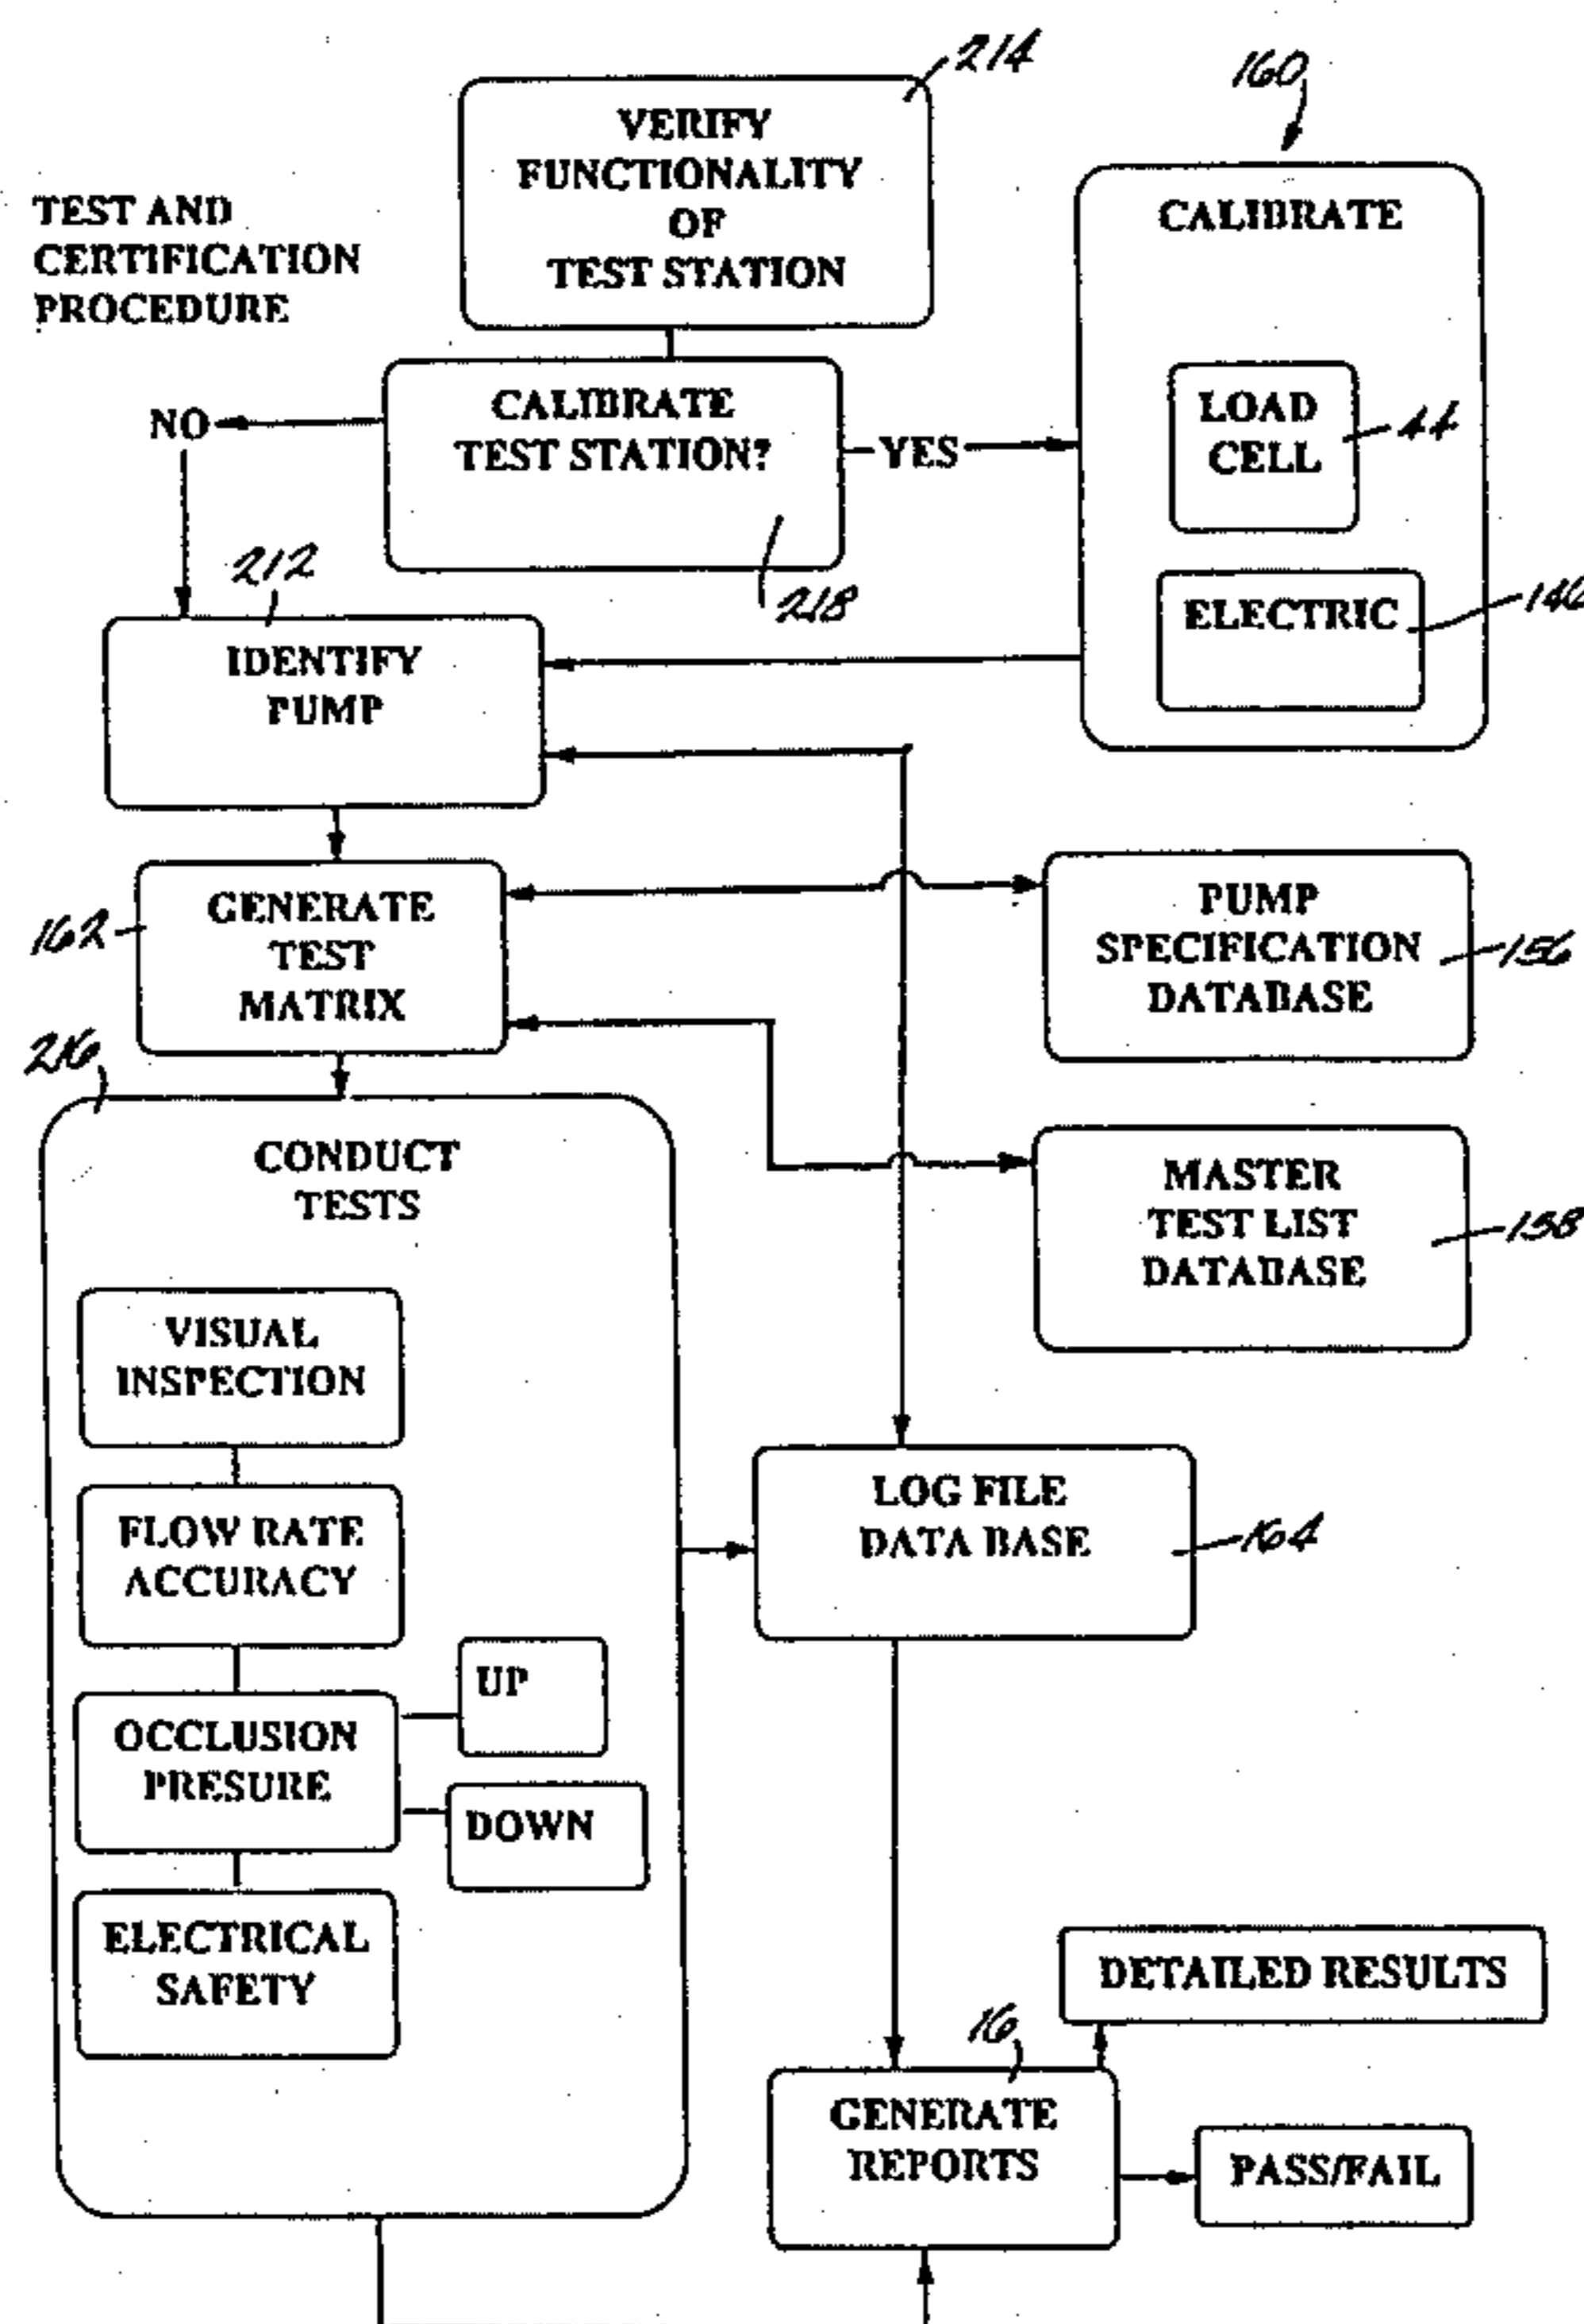 214
160
VERIFY
FUNCTIONALITY
OF
TEST STATION
TEST AND
CERTIFICATION
PROCEDURE
CALIBRATE
CALIBRATE
TEST STATION?
NO
YES
LOAD
CELL
44
212
218
ELECTRIC
140
IDENTIFY
PUMP
GENERATE
TEST
MATRIX
162
PUMP
SPECIFICATION
DATABASE
156
216
CONDUCT
TESTS
MASTER
TEST LIST
DATABASE
158
VISUAL
INSPECTION
FLOW RATE
ACCURACY
LOG FILE
DATA BASE
164
UP
OCCLUSION
PRESURE
DOWN
ELECTRICAL
SAFETY
DETAILED RESULTS
16
GENERATE
REPORTS
PASS/FAIL